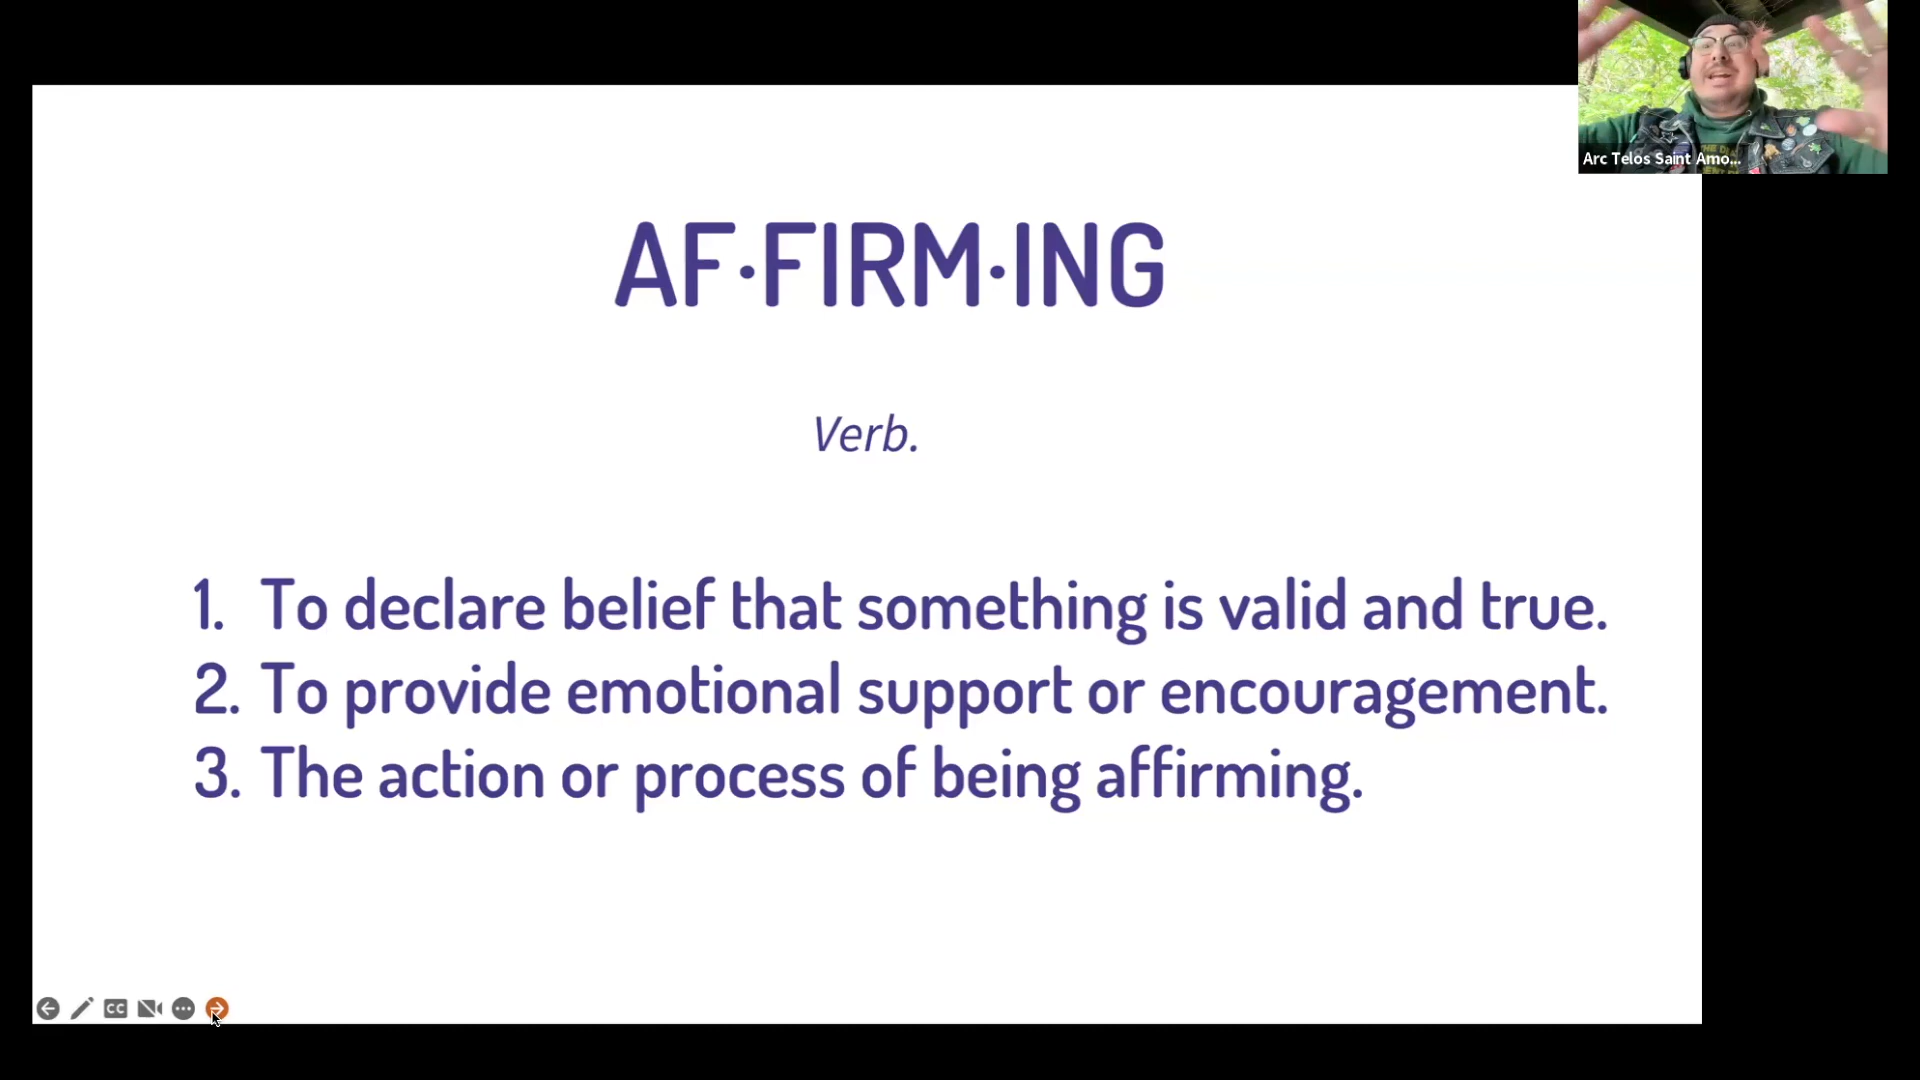 Arc Telos Saint Amo...
AF·FIRM·ING
Verb.
1. To declare belief that something is valid and true.
2. To provide emotional support or encouragement.
3. The action or process of being affirming.
CC